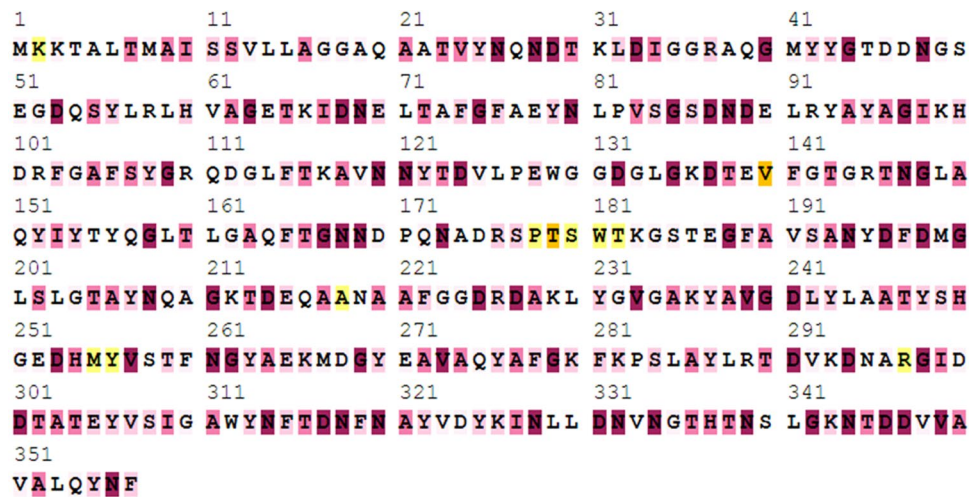 1 11 21 31 41
MKKTALTMAI SSVLLAGGAQ AATVYNQNDT KLDIGGRAQG MYYGTDDNGS
51 61 71 81 91
EGDQSYLRLH VAGETKIDNE LTAFGFAEYN LPVSGSDNDE LRYAYAGIKH
101 111 121 131 141
DRFGAFSYGR QDGLFTKAVN NYTDVLPEWG GDGLGKDTEV FGTGRTNGLA
151 161 171 181 191
QYIYTYQGLT LGAQFTGNND PQNADRSPTS WTKGSTEGFA VSANYDFDMG
201 211 221 231 241
LSLGTAYNQA GKTDEQAANA AFGGDRDAKL YGVGAKYAVG DLYLAATYSH
251 261 271 281 291
GEDHMYVSTF NGYAEKMDGY EAVAQYAFGK FKPSLAYLRT DVKDNARGID
301 311 321 331 341
DTATEYVSIG AWYNFTDNFN AYVDYKINLL DNVNGTHTNS LGKNTDDVVA
351
VALQYNF